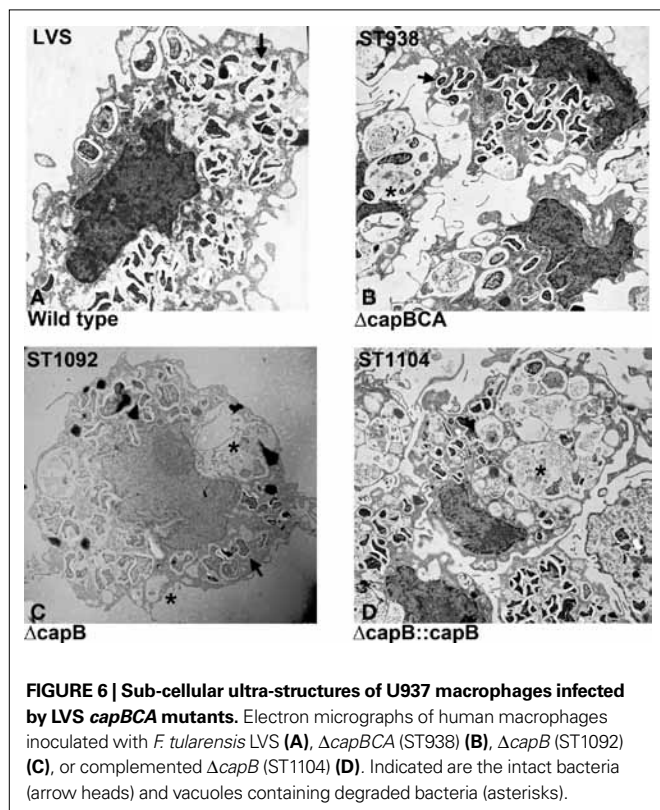 LVS
A
Wild type
ST938
*
B
ΔcapBCA
ST1092
*
*
C
ΔcapB
ST1104
*
D
ΔcapB::capB
FIGURE 6 | Sub-cellular ultra-structures of U937 macrophages infected
by LVS capBCA mutants. Electron micrographs of human macrophages
inoculated with F. tularensis LVS (A), ΔcapBCA (ST938) (B), ΔcapB (ST1092)
(C), or complemented ΔcapB (ST1104) (D). Indicated are the intact bacteria
(arrow heads) and vacuoles containing degraded bacteria (asterisks).